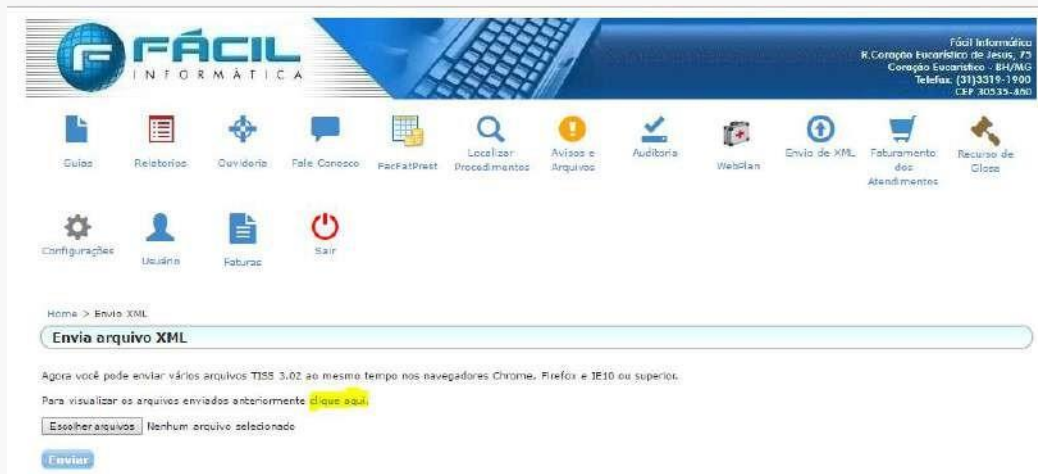 FÁCIL
INFORMÁTICA
Fácil Informática
R.Coração Eucarístico de Jesus, 75
Coração Eucarístico - BH/MG
Telefax: (31)3319-1900
CEP 30535-460
Guias
Relatorios
Ouvidoria
Fale Conosco
FacFatPrest
Localizar
Procedimentos
Avisos e
Arquivos
Auditoria
WebPlan
Envio de XML
Faturamento
dos
Atendimentos
Recurso de
Glosa
Configurações
Usuário
Faturas
Sair
Home > Envio XML
Envia arquivo XML
Agora você pode enviar vários arquivos TISS 3.02 ao mesmo tempo nos navegadores Chrome, Firefox e IE10 ou superior.
Para visualizar os arquivos enviados anteriormente clique aqui.
Escolher arquivos Nenhum arquivo selecionado
Enviar